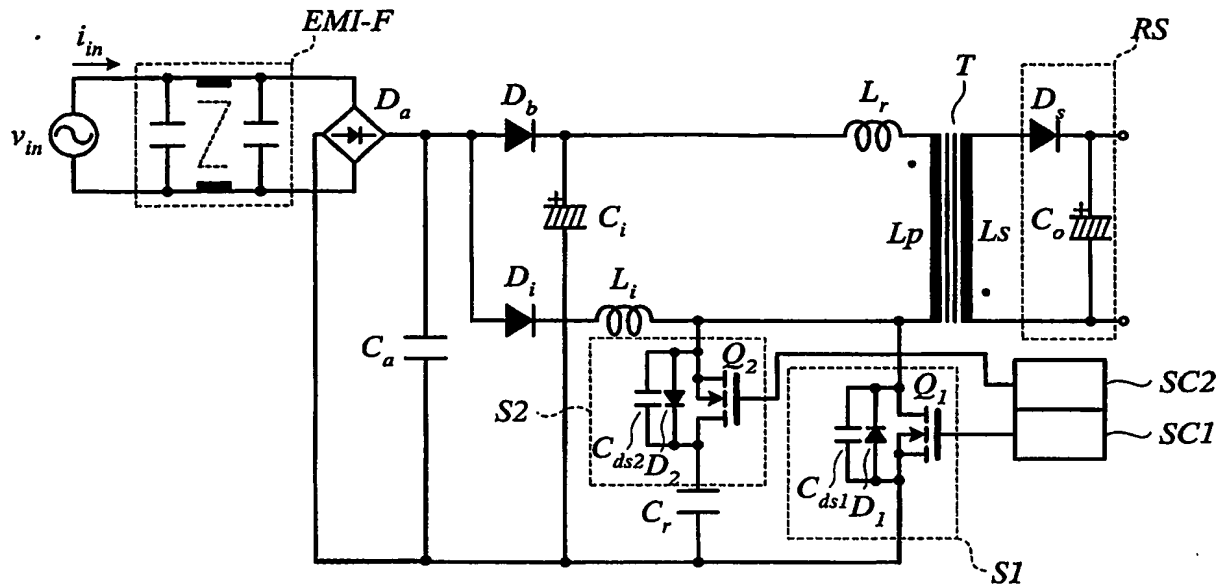 EMI-F
RS
i_in
T
D_a
D_b
L_r
D_s
v_in
C_i
Lp
Ls
C_o
D_i
L_i
C_a
Q_2
Q_1
SC2
S2
SC1
C_ds2
D_2
C_ds1
D_1
C_r
S1